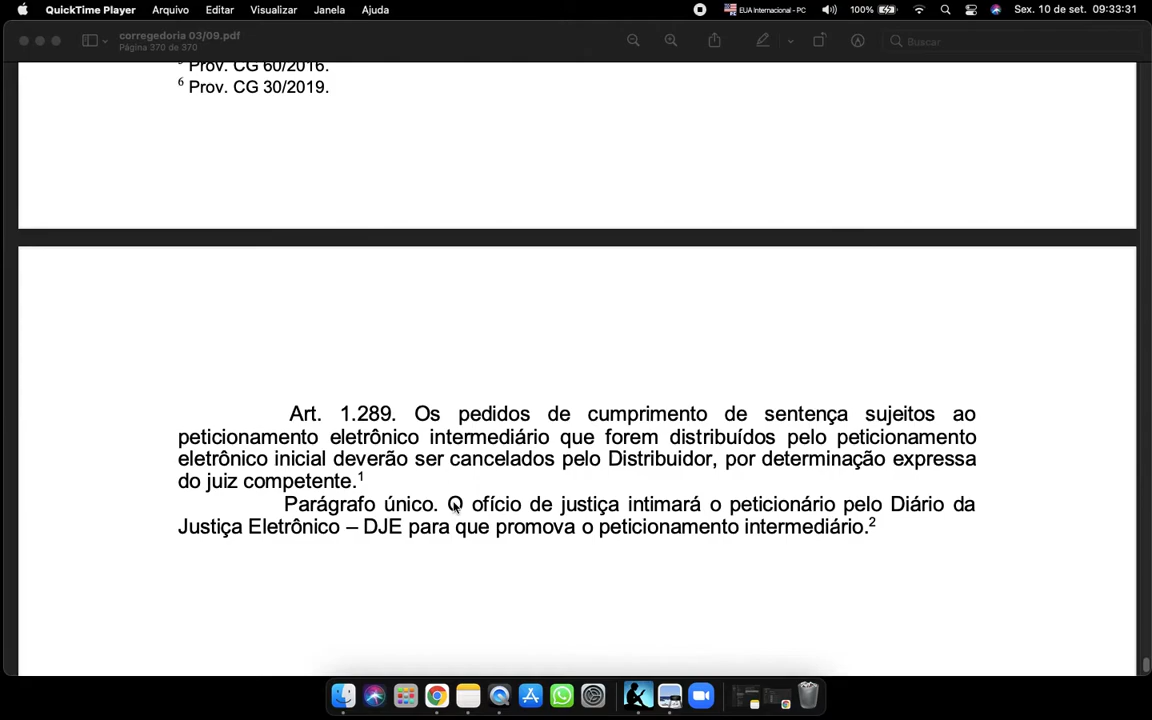 QuickTime Player Arquivo Editar Visualizar Janela Ajuda EUA Internacional - PC 100% Sex. 10 de set. 09:33:31
corregedoria 03/09.pdf
Página 370 de 370
Buscar
5 Prov. CG 60/2016.
6 Prov. CG 30/2019.
Art. 1.289. Os pedidos de cumprimento de sentença sujeitos ao
peticionamento eletrônico intermediário que forem distribuídos pelo peticionamento
eletrônico inicial deverão ser cancelados pelo Distribuidor, por determinação expressa
do juiz competente.1
Parágrafo único. O ofício de justiça intimará o peticionário pelo Diário da
Justiça Eletrônico – DJE para que promova o peticionamento intermediário.2